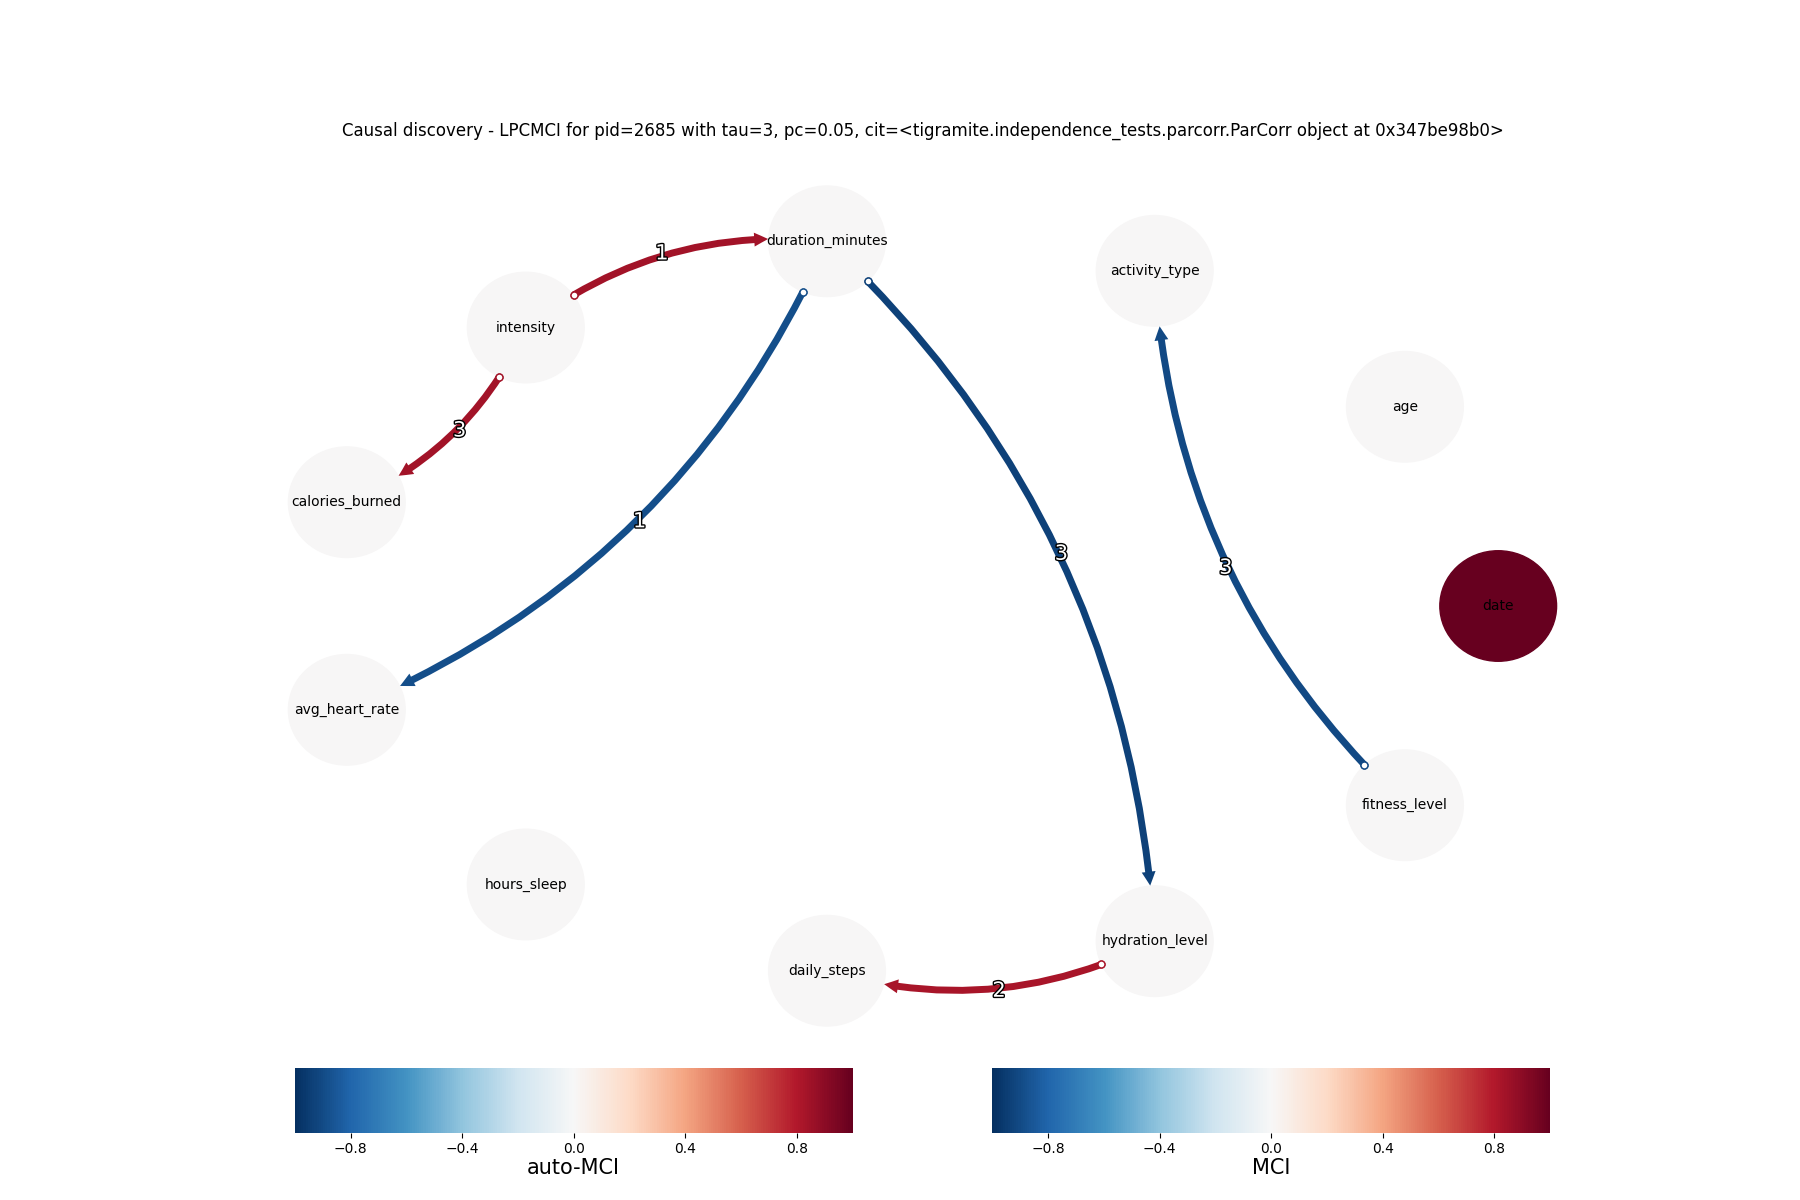 Causal discovery - LPCMCI for pid=2685 with tau=3, pc=0.05, cit=<tigramite.independence_tests.parcorr.ParCorr object at 0x347be98b0>
duration_minutes
1
activity_type
intensity
age
3
calories_burned
1
3
3
date
avg_heart_rate
fitness_level
hours_sleep
hydration_level
daily_steps
2
−0.8 −0.4 0.0 0.4 0.8
auto-MCI
−0.8 −0.4 0.0 0.4 0.8
MCI